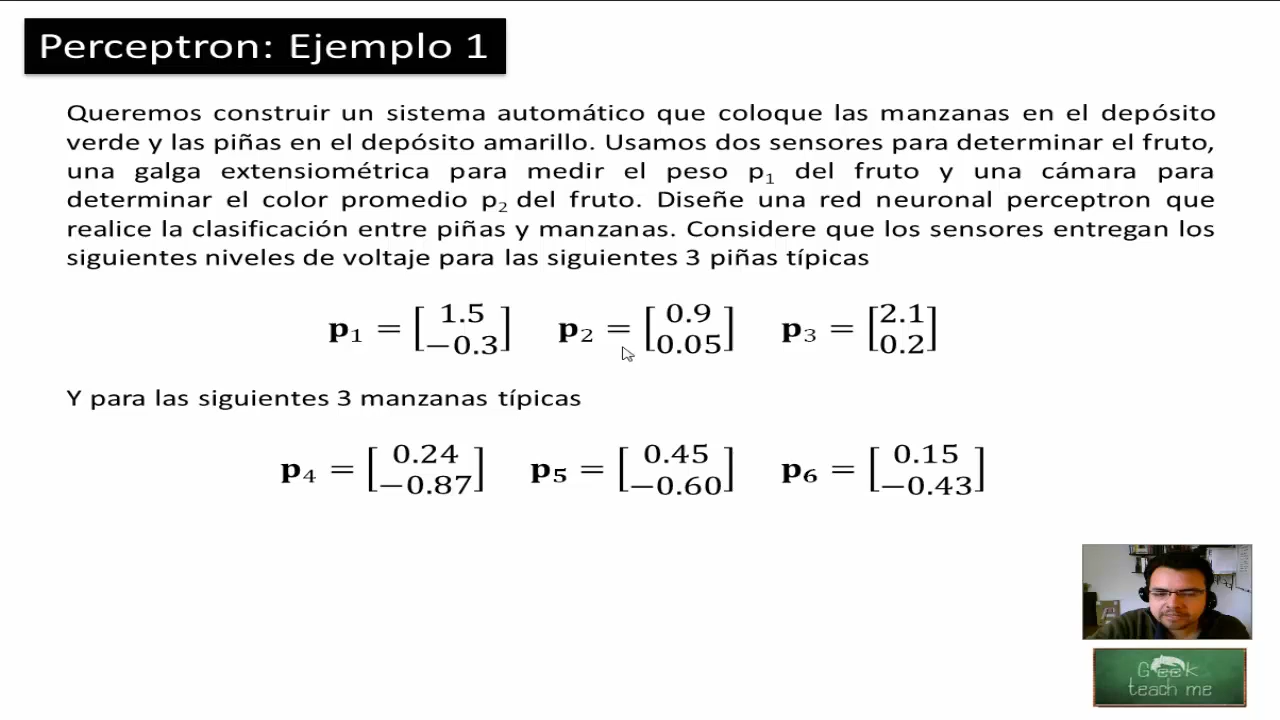 Perceptron: Ejemplo 1
Queremos construir un sistema automático que coloque las manzanas en el depósito
verde y las piñas en el depósito amarillo. Usamos dos sensores para determinar el fruto,
una galga extensiométrica para medir el peso p₁ del fruto y una cámara para
determinar el color promedio p₂ del fruto. Diseñe una red neuronal perceptron que
realice la clasificación entre piñas y manzanas. Considere que los sensores entregan los
siguientes niveles de voltaje para las siguientes 3 piñas típicas
p₁ = [1.5 −0.3] p₂ = [0.9 0.05] p₃ = [2.1 0.2]
Y para las siguientes 3 manzanas típicas
p₄ = [0.24 −0.87] p₅ = [0.45 −0.60] p₆ = [0.15 −0.43]
Geek
teach me